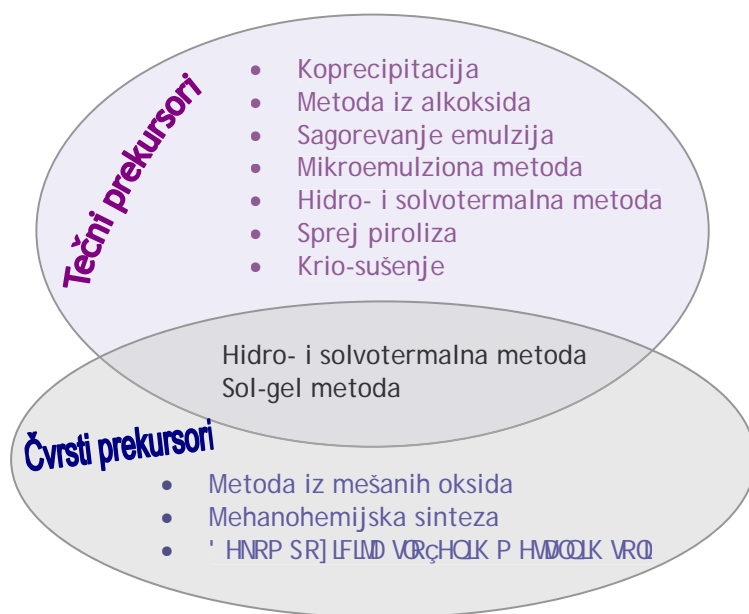 Tečni prekursori
Koprecipitacija
Metoda iz alkoksida
Sagorevanje emulzija
Mikroemulziona metoda
Hidro- i solvotermalna metoda
Sprej piroliza
Krio-sušenje
Hidro- i solvotermalna metoda
Sol-gel metoda
Čvrsti prekursori
Metoda iz mešanih oksida
Mehanohemijska sinteza